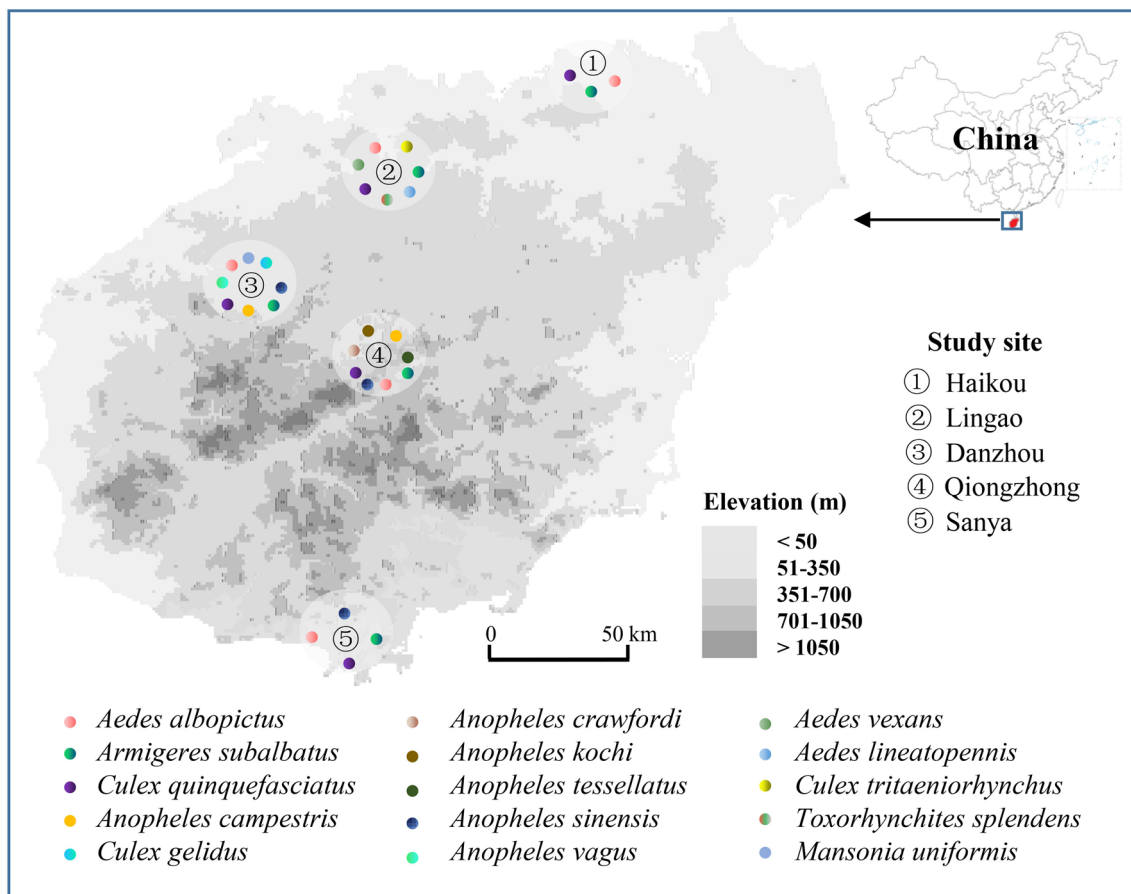 ①
China
②
③
④
Study site
① Haikou
② Lingao
③ Danzhou
④ Qiongzhong
⑤ Sanya
Elevation (m)
< 50
51-350
351-700
701-1050
> 1050
⑤
0 50 km
Aedes albopictus
Armigeres subalbatus
Culex quinquefasciatus
Anopheles campestris
Culex gelidus
Anopheles crawfordi
Anopheles kochi
Anopheles tessellatus
Anopheles sinensis
Anopheles vagus
Aedes vexans
Aedes lineatopennis
Culex tritaeniorhynchus
Toxorhynchites splendens
Mansonia uniformis